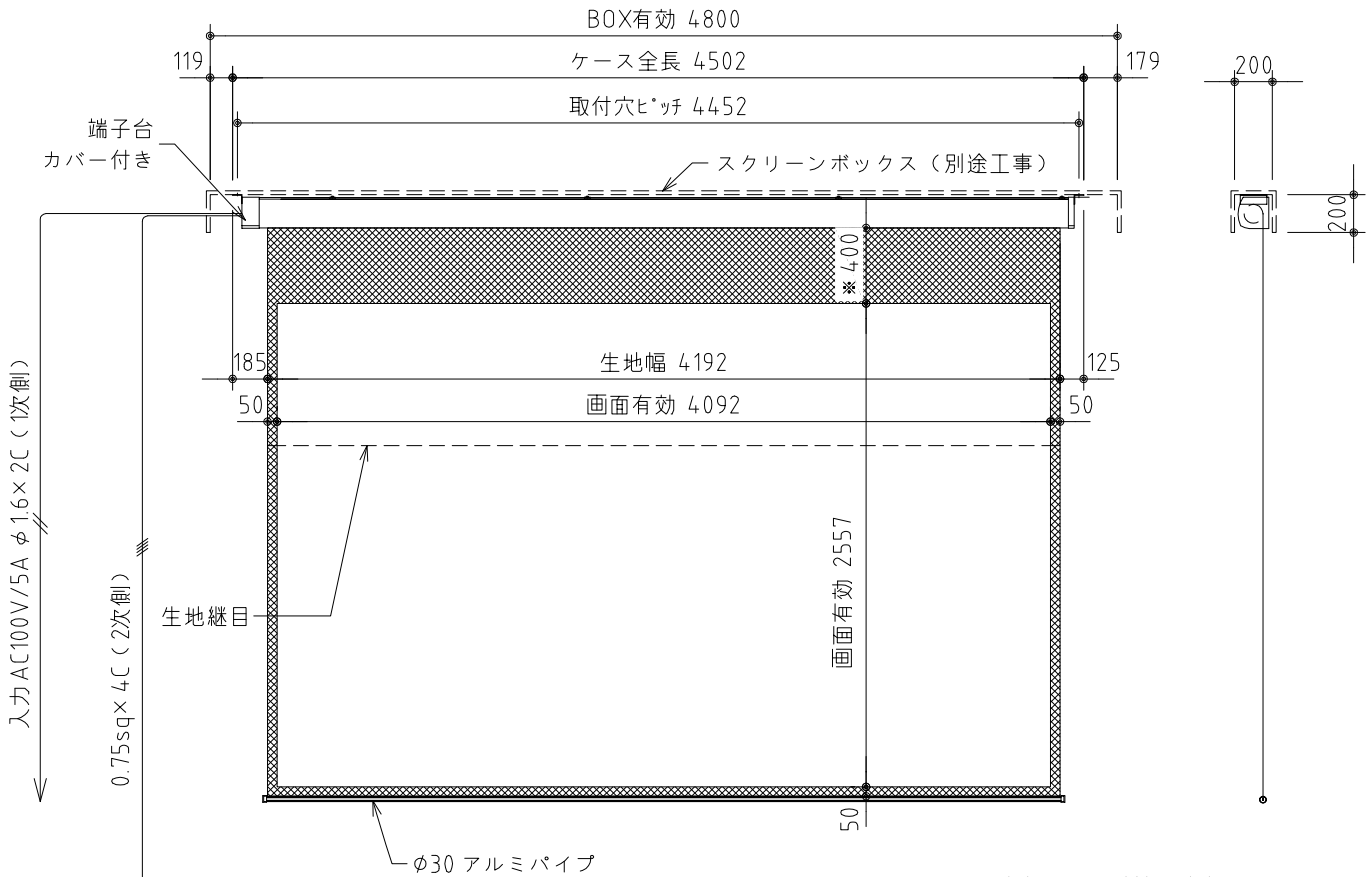 BOX有効 4800
119
ケース全長 4502
179
200
取付穴ピッチ 4452
端子台
カバー付き
スクリーンボックス（別途工事）
200
※ 400
185
生地幅 4192
125
50
画面有効 4092
50
入力AC100V/5A φ1.6×2C（1次側）
0.75sq×4C（2次側）
画面有効 2557
生地継目
50
φ30 アルミパイプ